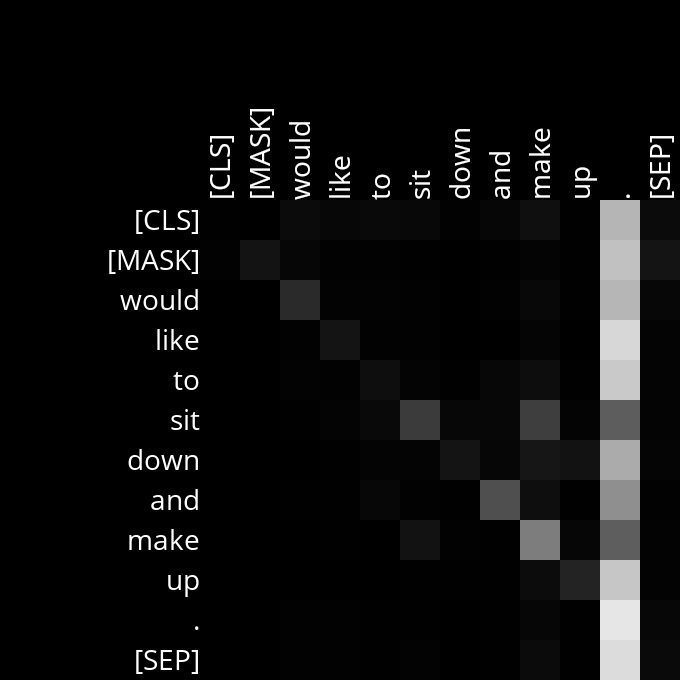 [CLS] [MASK] would like to sit down and make up . [SEP]
[CLS]
[MASK]
would
like
to
sit
down
and
make
up
.
[SEP]